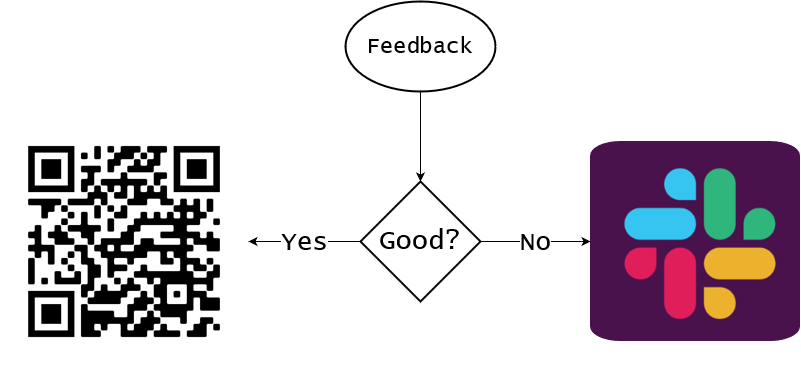 Feedback
Good?
Yes
No